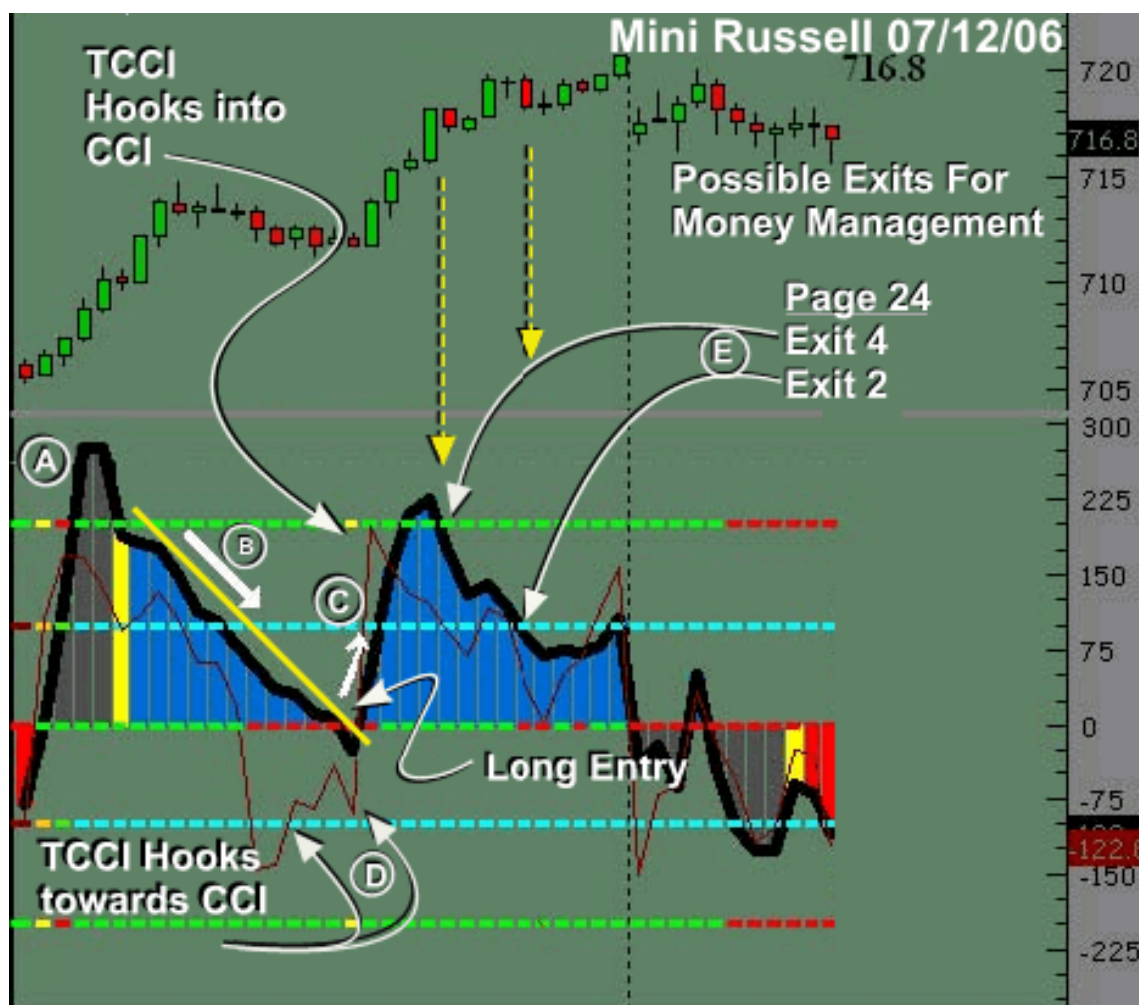 Mini Russell 07/12/06
716.8
TCCI
Hooks into
CCI
Possible Exits For
Money Management
Page 24
Exit 4
Exit 2
E
A
B
C
Long Entry
D
TCCI Hooks
towards CCI
720
716.8
715
710
705
300
225
150
75
0
-75
-122.6
-150
-225